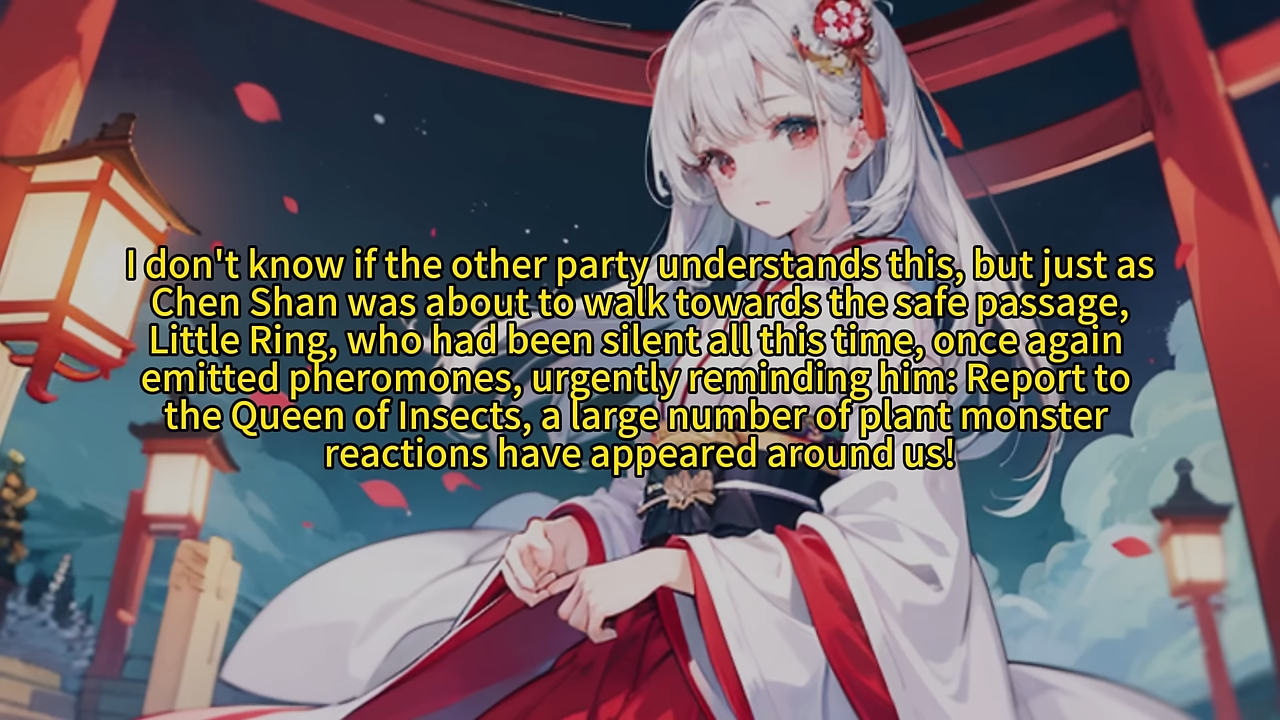 I don't know if the other party understands this, but just as
Chen Shan was about to walk towards the safe passage,
Little Ring, who had been silent all this time, once again
emitted pheromones, urgently reminding him: Report to
the Queen of Insects, a large number of plant monster
reactions have appeared around us!